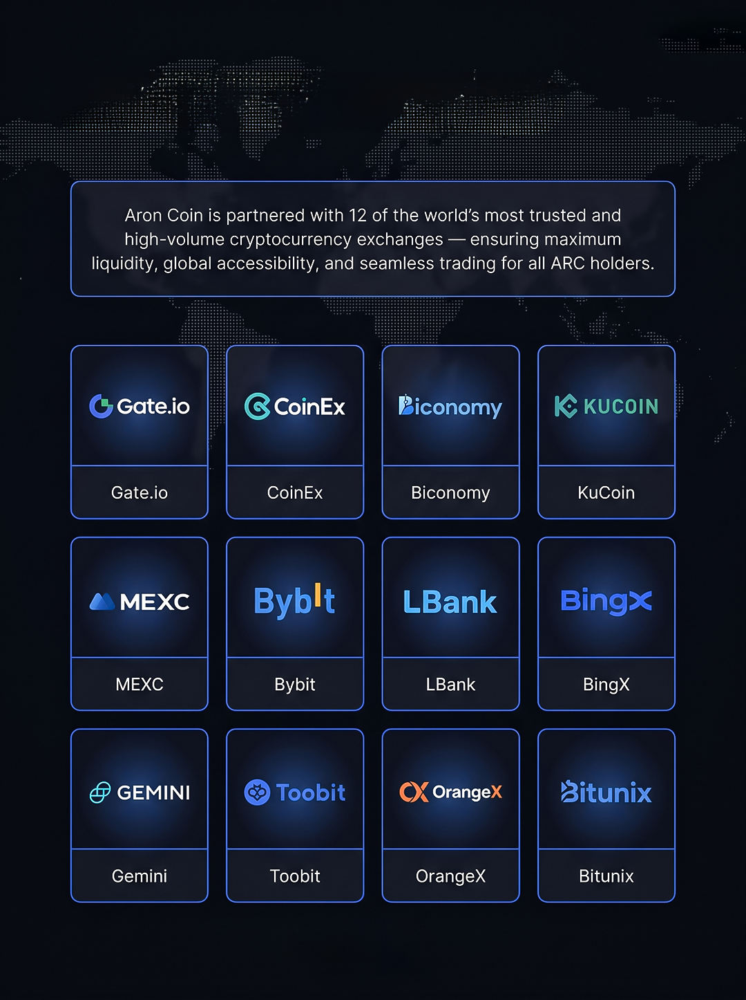 Aron Coin is partnered with 12 of the world’s most trusted and
high-volume cryptocurrency exchanges — ensuring maximum
liquidity, global accessibility, and seamless trading for all ARC holders.
Gate.io
CoinEx
Biconomy
KUCOIN
Gate.io
CoinEx
Biconomy
KuCoin
MEXC
Bybit
LBank
BingX
MEXC
Bybit
LBank
BingX
GEMINI
Toobit
OrangeX
Bitunix
Gemini
Toobit
OrangeX
Bitunix